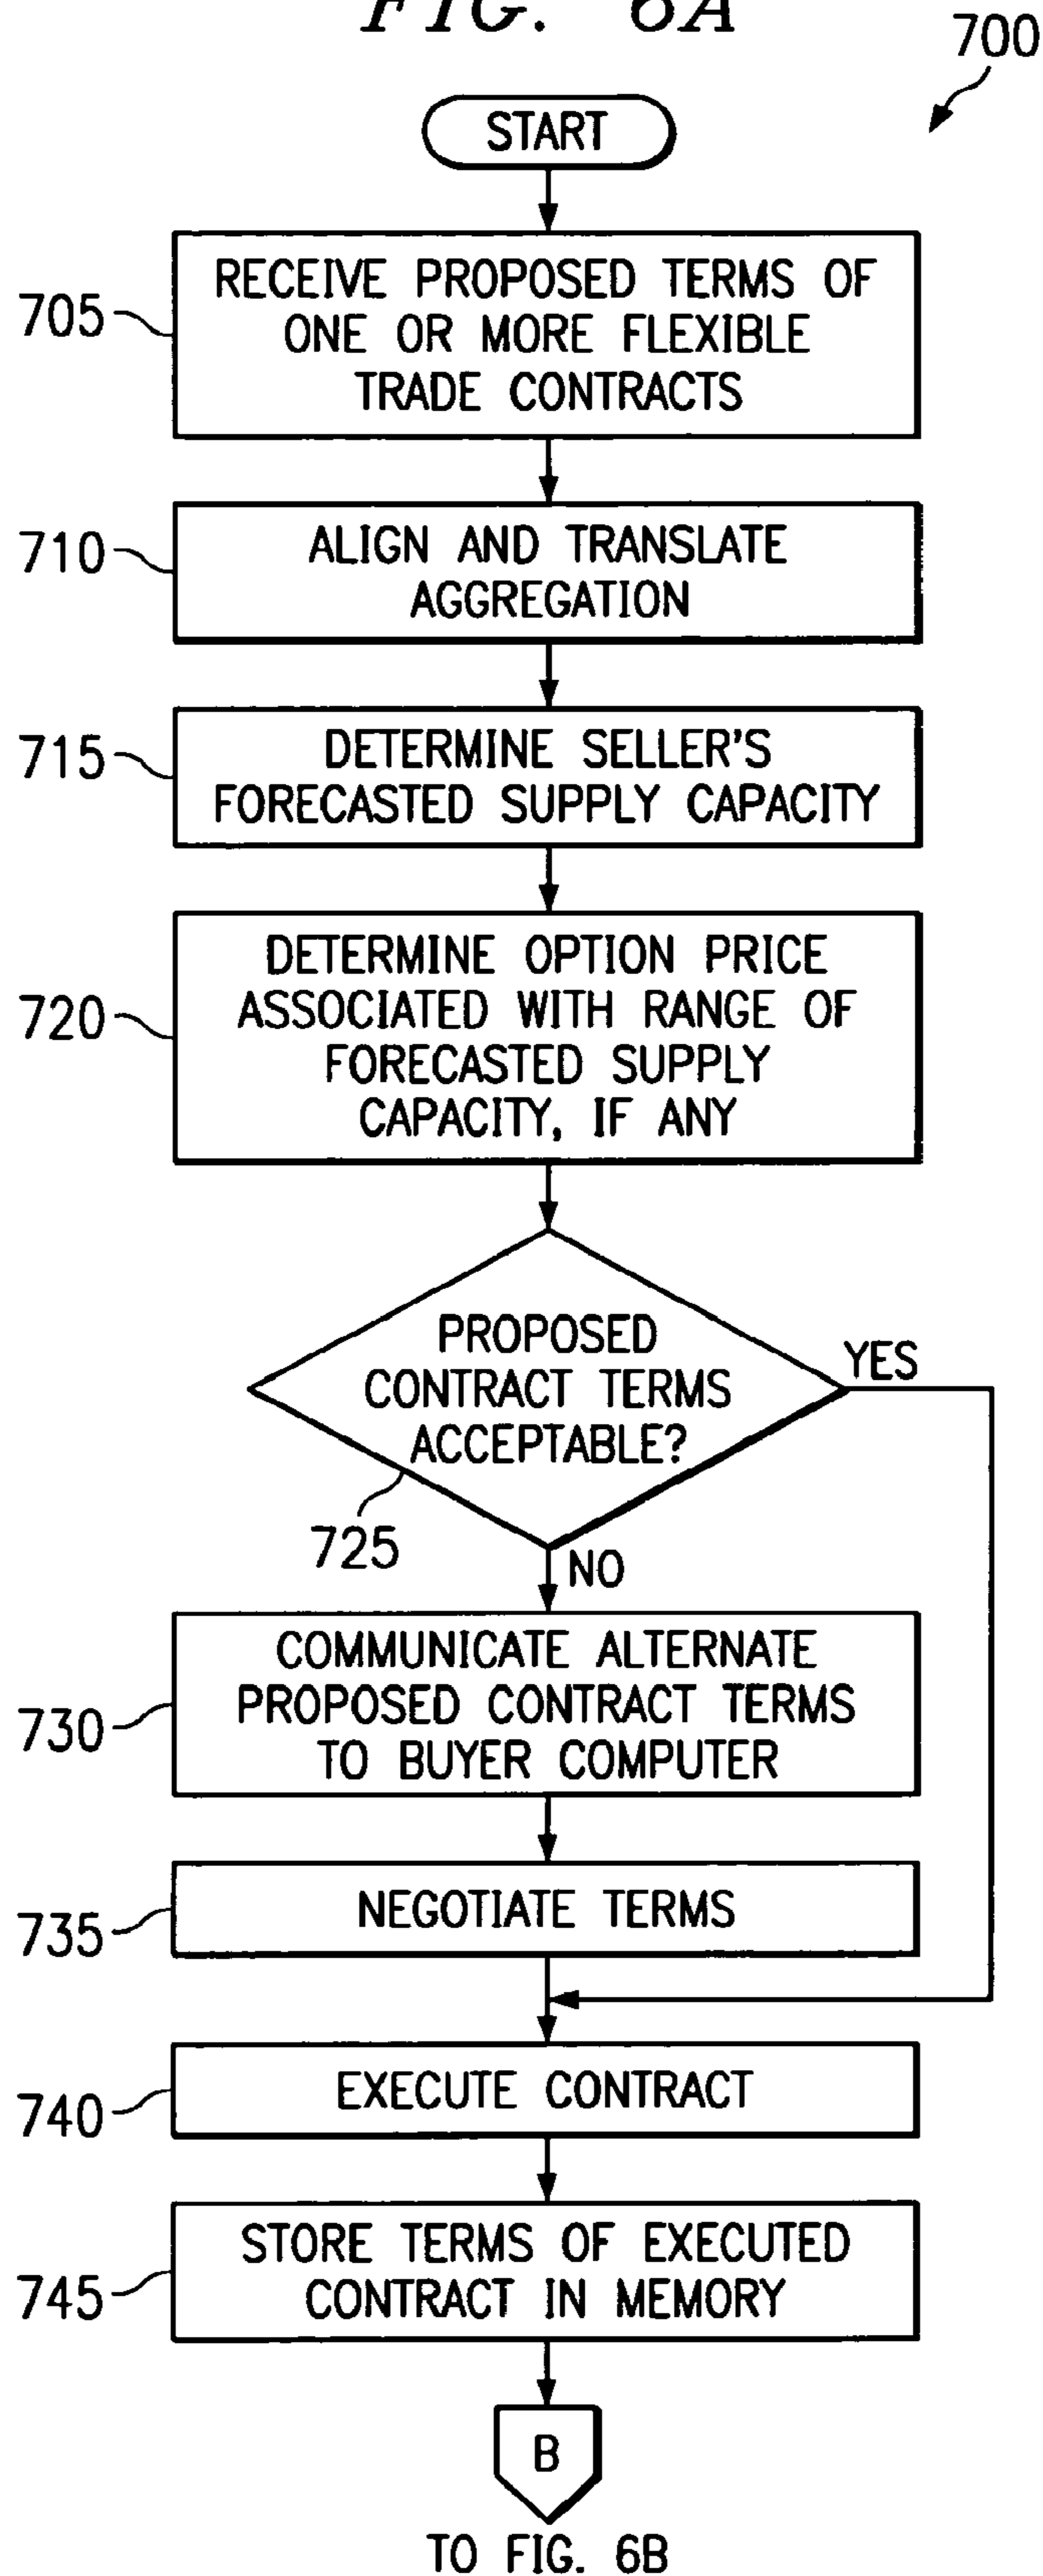 FIG. 6A
700
START
705
RECEIVE PROPOSED TERMS OF
ONE OR MORE FLEXIBLE
TRADE CONTRACTS
710
ALIGN AND TRANSLATE
AGGREGATION
715
DETERMINE SELLER'S
FORECASTED SUPPLY CAPACITY
720
DETERMINE OPTION PRICE
ASSOCIATED WITH RANGE OF
FORECASTED SUPPLY
CAPACITY, IF ANY
PROPOSED
CONTRACT TERMS
ACCEPTABLE?
YES
725
NO
730
COMMUNICATE ALTERNATE
PROPOSED CONTRACT TERMS
TO BUYER COMPUTER
735
NEGOTIATE TERMS
740
EXECUTE CONTRACT
745
STORE TERMS OF EXECUTED
CONTRACT IN MEMORY
B
TO FIG. 6B